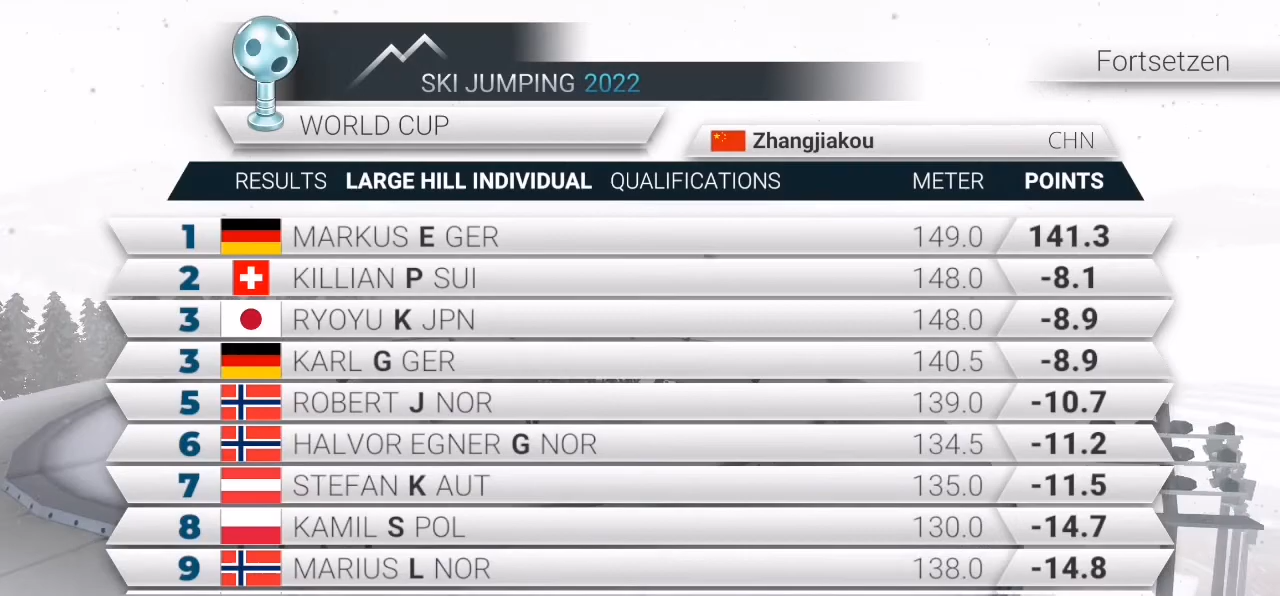 SKI JUMPING 2022
Fortsetzen
WORLD CUP
Zhangjiakou CHN
RESULTS LARGE HILL INDIVIDUAL QUALIFICATIONS METER POINTS
1 MARKUS E GER 149.0 141.3
2 KILLIAN P SUI 148.0 -8.1
3 RYOYU K JPN 148.0 -8.9
3 KARL G GER 140.5 -8.9
5 ROBERT J NOR 139.0 -10.7
6 HALVOR EGNER G NOR 134.5 -11.2
7 STEFAN K AUT 135.0 -11.5
8 KAMIL S POL 130.0 -14.7
9 MARIUS L NOR 138.0 -14.8